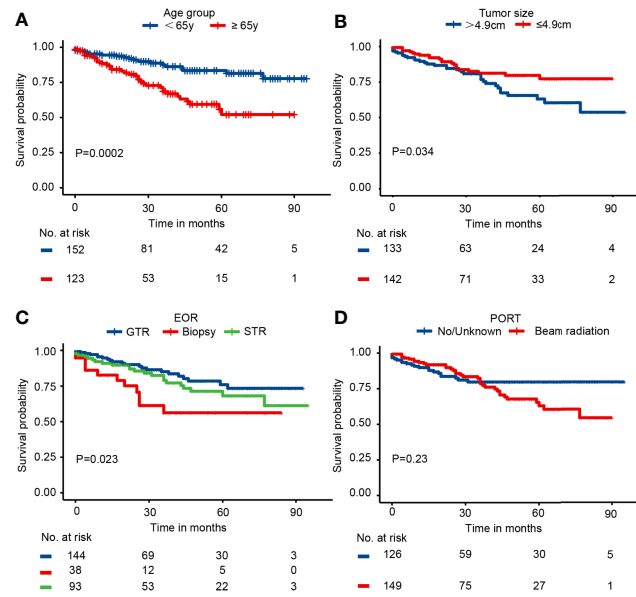 A
Age group
＜ 65y ≥ 65y
Survival probability
1.00
0.75
0.50
0.25
0.00
P=0.0002
0 30 60 90
Time in months
No. at risk
152 81 42 5
123 53 15 1
B
Tumor size
＞4.9cm ≤4.9cm
Survival probability
1.00
0.75
0.50
0.25
0.00
P=0.034
0 30 60 90
Time in months
No. at risk
133 63 24 4
142 71 33 2
C
EOR
GTR Biopsy STR
Survival probability
1.00
0.75
0.50
0.25
0.00
P=0.023
0 30 60 90
Time in months
No. at risk
144 69 30 3
38 12 5 0
93 53 22 3
D
PORT
No/Unknown Beam radiation
Survival probability
1.00
0.75
0.50
0.25
0.00
P=0.23
0 30 60 90
Time in months
No. at risk
126 59 30 5
149 75 27 1